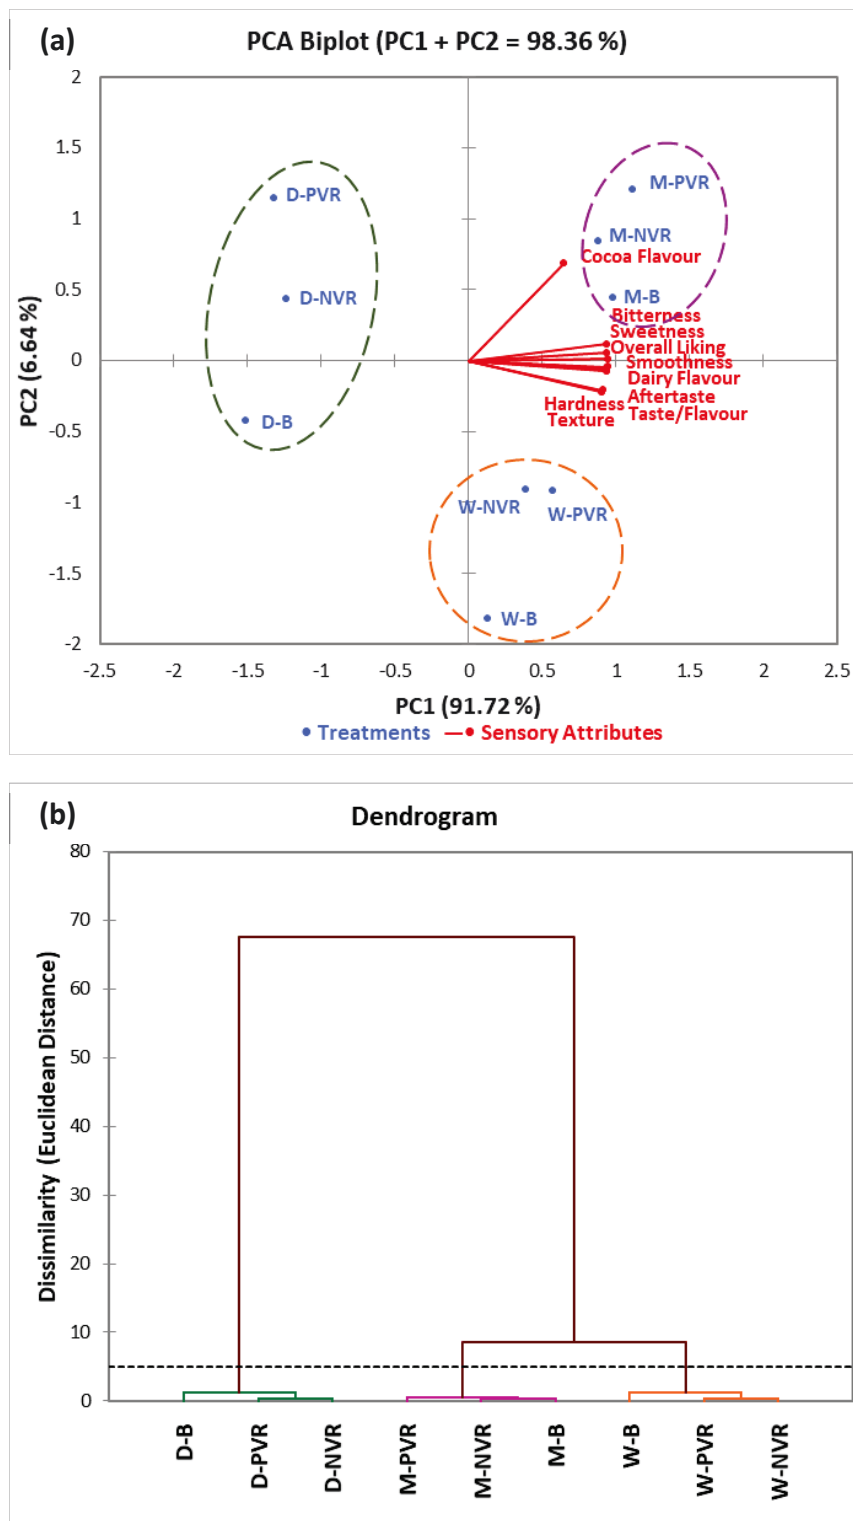 (a)
PCA Biplot (PC1 + PC2 = 98.36 %)
2
1.5
1
0.5
0
-0.5
-1
-1.5
-2
PC2 (6.64 %)
D-PVR
D-NVR
D-B
M-PVR
M-NVR
Cocoa Flavour
M-B
Bitterness
Sweetness
Overall Liking
Smoothness
Dairy Flavour
Hardness
Aftertaste
Texture
Taste/Flavour
W-NVR
W-PVR
W-B
-2.5 -2 -1.5 -1 -0.5 0 0.5 1 1.5 2 2.5
PC1 (91.72 %)
Treatments Sensory Attributes
(b)
Dendrogram
80
70
60
50
40
30
20
10
0
Dissimilarity (Euclidean Distance)
D-B
D-PVR
D-NVR
M-PVR
M-NVR
M-B
W-B
W-PVR
W-NVR